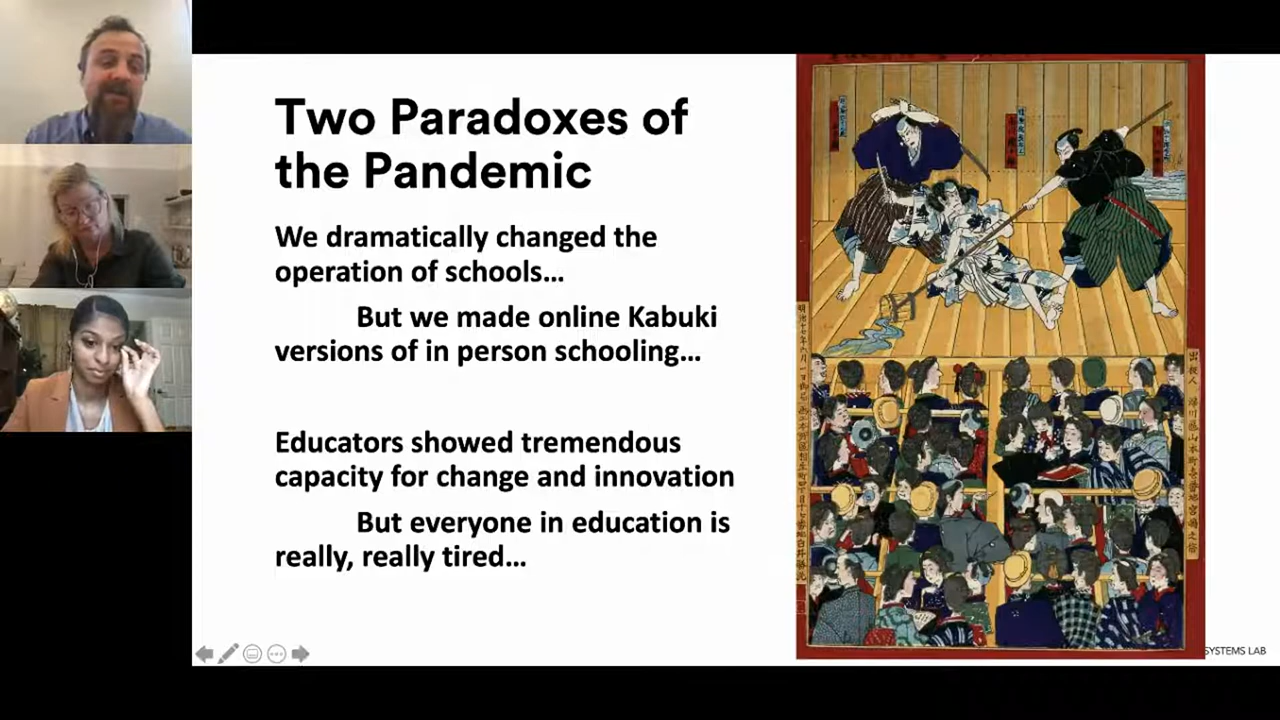 Two Paradoxes of
the Pandemic
We dramatically changed the
operation of schools...
But we made online Kabuki
versions of in person schooling...
Educators showed tremendous
capacity for change and innovation
But everyone in education is
really, really tired...
SYSTEMS LAB